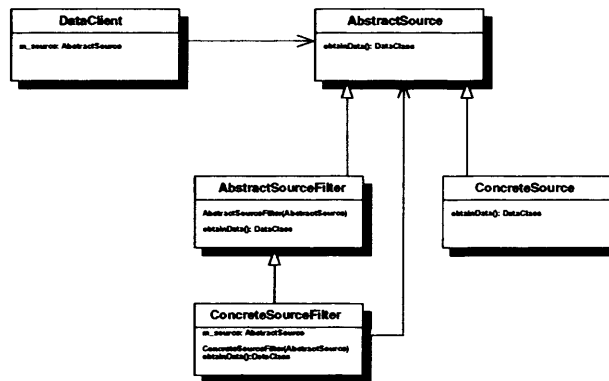 DataClient
m_source: AbstractSource
AbstractSource
obtainData(): DataClass
AbstractSourceFilter
AbstractSourceFilter(AbstractSource)
obtainData(): DataClass
ConcreteSource
obtainData(): DataClass
ConcreteSourceFilter
m_source: AbstractSource
ConcreteSourceFilter(AbstractSource)
obtainData():DataClass